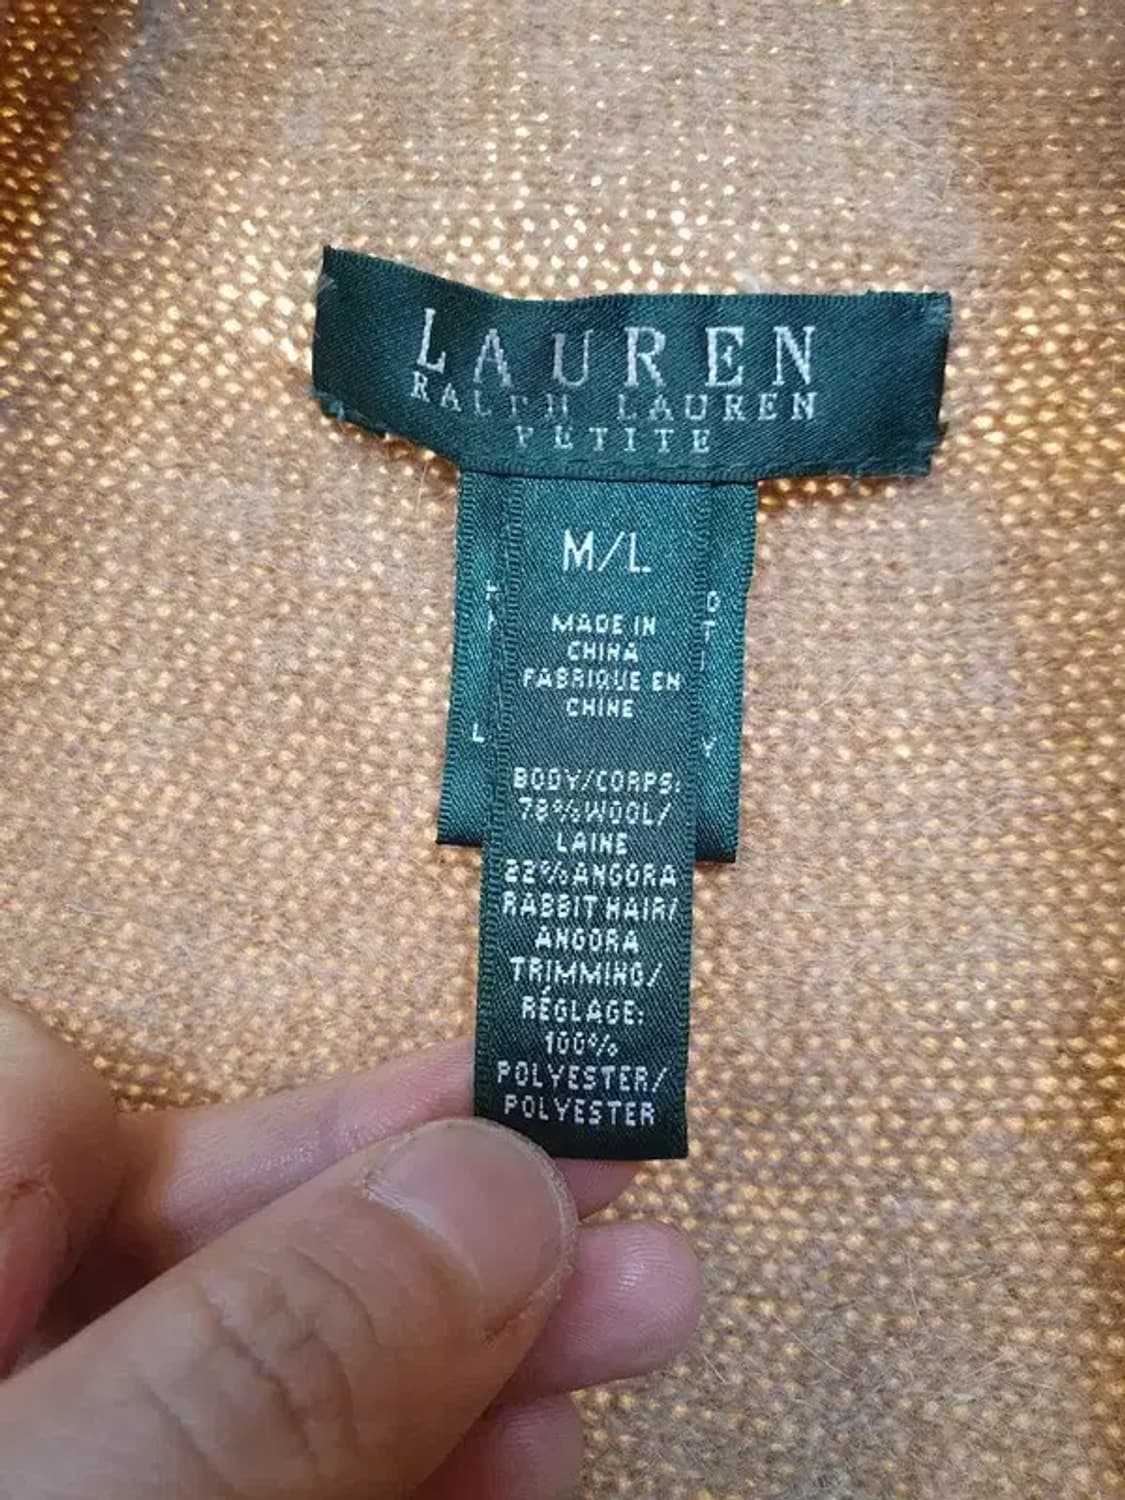 LAUREN
RALPH LAUREN
PETITE
M/L
MADE IN
CHINA
FABRIQUE EN
CHINE
BODY/CORPS:
78% WOOL/
LAINE
22% ANGORA
RABBIT HAIR/
ANGORA
TRIMMING/
RÉGLAGE:
100%
POLYESTER/
POLYESTER